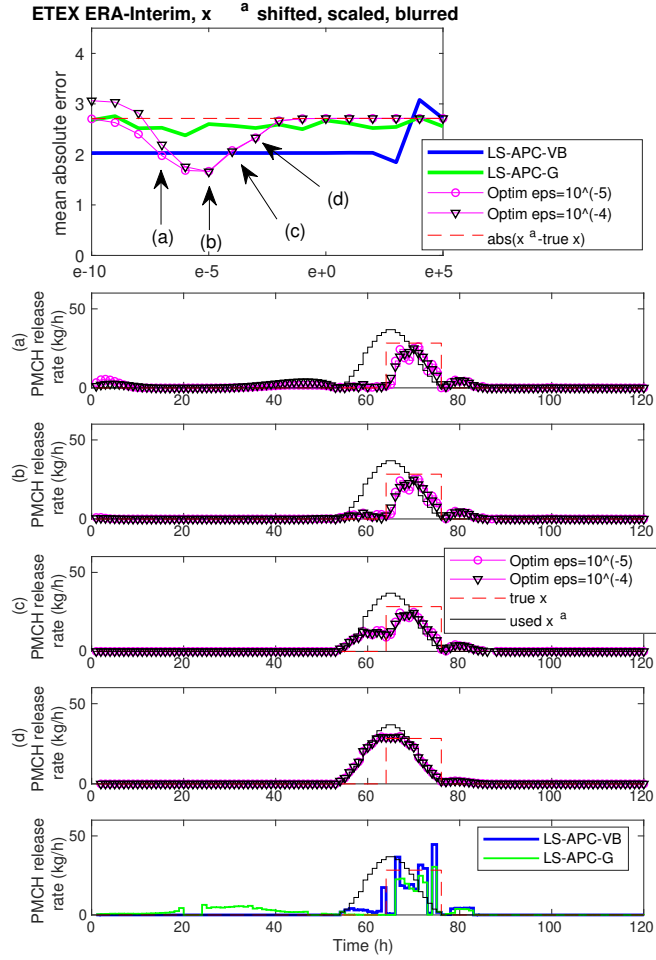 ETEX ERA-Interim, x a shifted, scaled, blurred
mean absolute error
4
3
2
1
0
e-10
e-5
e+0
e+5
(a)
(b)
(c)
(d)
LS-APC-VB
LS-APC-G
Optim eps=10^(-5)
Optim eps=10^(-4)
abs(x a-true x)
(a)
PMCH release
rate (kg/h)
50
0
0
20
40
60
80
100
120
(b)
PMCH release
rate (kg/h)
50
0
0
20
40
60
80
100
120
(c)
PMCH release
rate (kg/h)
50
0
0
20
40
60
80
100
120
Optim eps=10^(-5)
Optim eps=10^(-4)
true x
used x a
(d)
PMCH release
rate (kg/h)
50
0
0
20
40
60
80
100
120
PMCH release
rate (kg/h)
50
0
0
20
40
60
80
100
120
LS-APC-VB
LS-APC-G
Time (h)